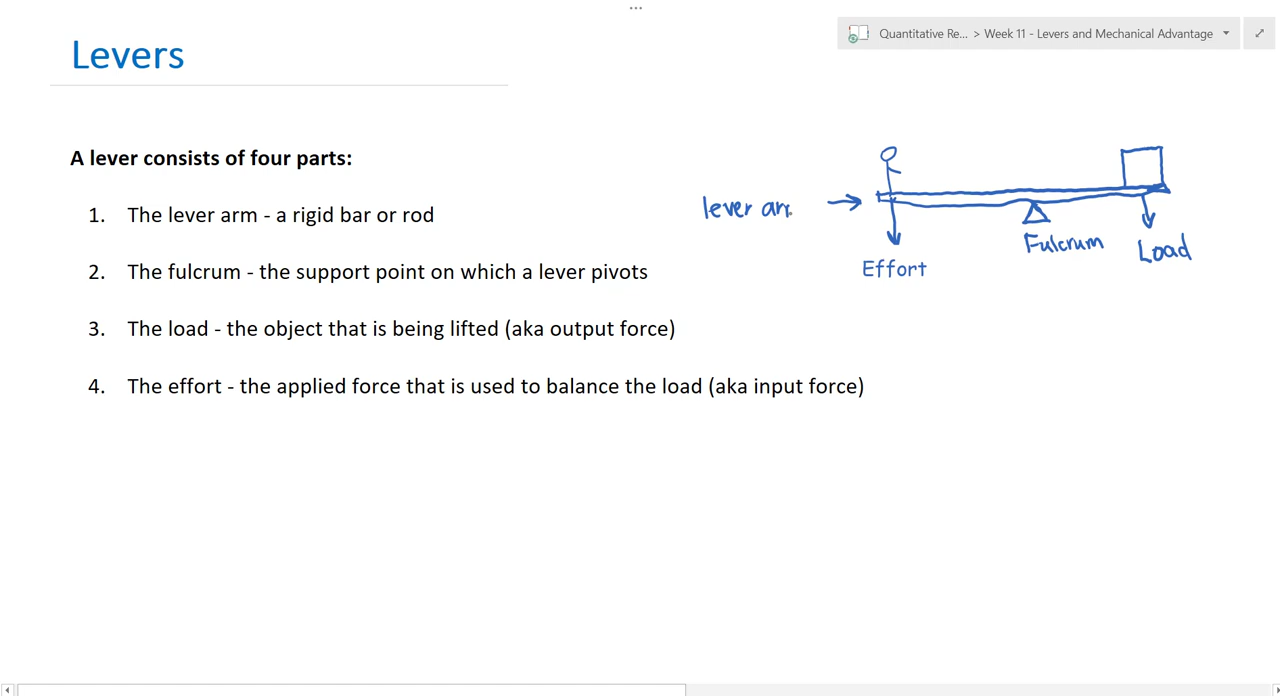 ...
Quantitative Re... > Week 11 - Levers and Mechanical Advantage
Levers
A lever consists of four parts:
1. The lever arm - a rigid bar or rod
2. The fulcrum - the support point on which a lever pivots
3. The load - the object that is being lifted (aka output force)
4. The effort - the applied force that is used to balance the load (aka input force)
lever arm
Effort
Fulcrum
Load